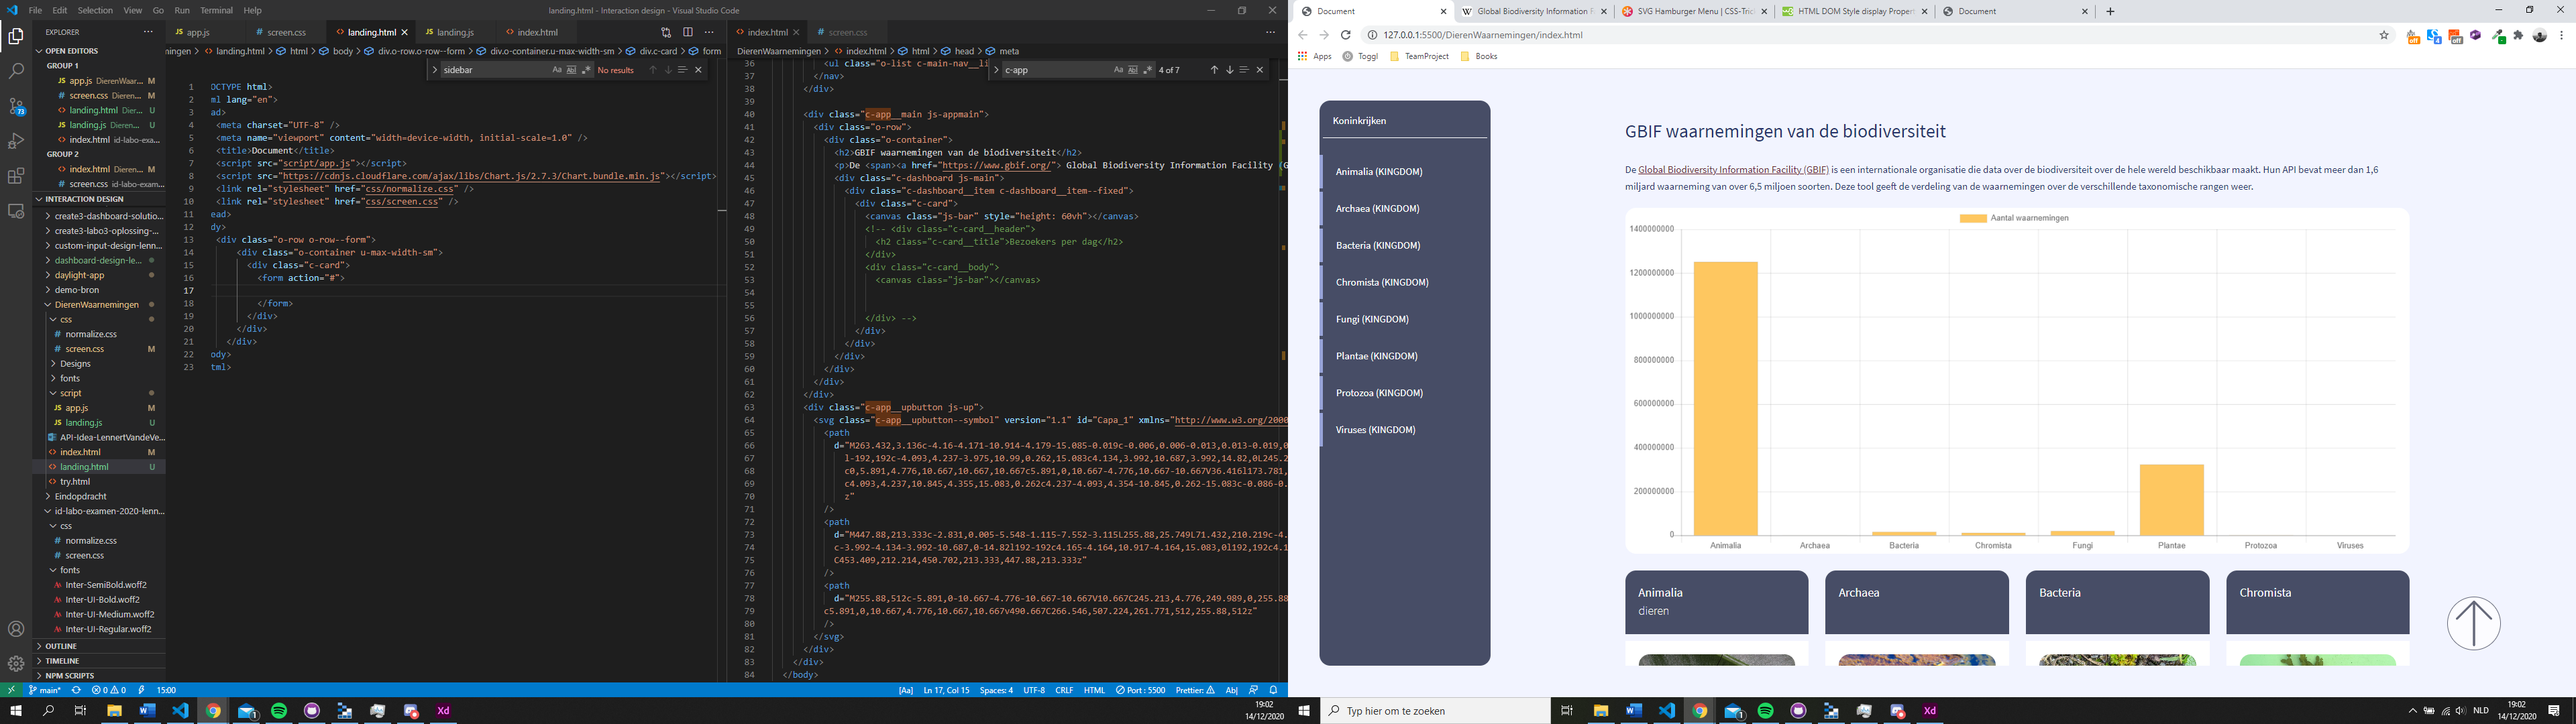 File Edit Selection View Go Run Terminal Help
landing.html - Interaction design - Visual Studio Code
EXPLORER
OPEN EDITORS
GROUP 1
app.js DierenWaar... M
screen.css Dieren... M
landing.html Dier... U
landing.js Dieren... U
index.html id-labo-exa...
GROUP 2
index.html Dieren... M
screen.css id-labo-exam...
INTERACTION DESIGN
create3-dashboard-solutio...
create3-labo3-oplossing-...
custom-input-design-lenn...
dashboard-design-le...
daylight-app
demo-bron
DierenWaarnemingen
css
normalize.css
screen.css M
Designs
fonts
script
app.js M
landing.js U
API-Idea-LennertVandeVe...
index.html M
landing.html U
try.html
Eindopdracht
id-labo-examen-2020-lenn...
css
normalize.css
screen.css
fonts
Inter-SemiBold.woff2
Inter-UI-Bold.woff2
Inter-UI-Medium.woff2
Inter-UI-Regular.woff2
OUTLINE
TIMELINE
NPM SCRIPTS
app.js screen.css landing.html landing.js index.html
ningen > landing.html > html > body > div.o-row.o-row--form > div.o-container.u-max-width-sm > div.c-card > form
sidebar Aa No results
1 OCTYPE html>
2 ml lang="en">
3 ad>
4 <meta charset="UTF-8" />
5 <meta name="viewport" content="width=device-width, initial-scale=1.0" />
6 <title>Document</title>
7 <script src="script/app.js"></script>
8 <script src="https://cdnjs.cloudflare.com/ajax/libs/Chart.js/2.7.3/Chart.bundle.min.js"></script>
9 <link rel="stylesheet" href="css/normalize.css" />
10 <link rel="stylesheet" href="css/screen.css" />
11 ead>
12 dy>
13 <div class="o-row o-row--form">
14 <div class="o-container u-max-width-sm">
15 <div class="c-card">
16 <form action="#">
17
18 </form>
19 </div>
20 </div>
21 </div>
22 ody>
23 tml>
index.html screen.css
DierenWaarnemingen > index.html > html > head > meta
c-app Aa 4 of 7
36 <ul class="o-list c-main-nav__li
37 </nav>
38 </div>
39
40 <div class="c-app__main js-appmain">
41 <div class="o-row">
42 <div class="o-container">
43 <h2>GBIF waarnemingen van de biodiversiteit</h2>
44 <p>De <span><a href="https://www.gbif.org/"> Global Biodiversity Information Facility (G
45 <div class="c-dashboard js-main">
46 <div class="c-dashboard__item c-dashboard__item--fixed">
47 <div class="c-card">
48 <canvas class="js-bar" style="height: 60vh"></canvas>
49 <!-- <div class="c-card__header">
50 <h2 class="c-card__title">Bezoekers per dag</h2>
51 </div>
52 <div class="c-card__body">
53 <canvas class="js-bar"></canvas>
54
55
56 </div> -->
57 </div>
58 </div>
59 </div>
60 </div>
61 </div>
62 </div>
63 <div class="c-app__upbutton js-up">
64 <svg class="c-app__upbutton--symbol" version="1.1" id="Capa_1" xmlns="http://www.w3.org/2000
65 <path
66 d="M263.432,3.136c-4.16-4.171-10.914-4.179-15.085-0.019c-0.006,0.006-0.013,0.013-0.019,0
67 l-192,192c-4.093,4.237-3.975,10.99,0.262,15.083c4.134,3.992,10.687,3.992,14.82,0L245.2
68 c0,5.891,4.776,10.667,10.667,10.667c5.891,0,10.667-4.776,10.667-10.667V36.416l173.781,
69 c4.093,4.237,10.845,4.355,15.083,0.262c4.237-4.093,4.354-10.845,0.262-15.083c-0.086-0.
70 z"
71 />
72 <path
73 d="M447.88,213.333c-2.831,0.005-5.548-1.115-7.552-3.115L255.88,25.749L71.432,210.219c-4.
74 c-3.992-4.134-3.992-10.687,0-14.82l192-192c4.165-4.164,10.917-4.164,15.083,0l192,192c4.1
75 C453.409,212.214,450.702,213.333,447.88,213.333z"
76 />
77 <path
78 d="M255.88,512c-5.891,0-10.667-4.776-10.667-10.667V10.667C245.213,4.776,249.989,0,255.88
79 c5.891,0,10.667,4.776,10.667,10.667v490.667C266.546,507.224,261.771,512,255.88,512z"
80 />
81 </svg>
82 </div>
83 </div>
84 </body>
main* 0 0 15:00 [Aa] Ln 17, Col 15 Spaces: 4 UTF-8 CRLF HTML Port : 5500 Prettier: Ab|
19:02
14/12/2020
Document Global Biodiversity Information F SVG Hamburger Menu | CSS-Tric HTML DOM Style display Propert Document
127.0.0.1:5500/DierenWaarnemingen/index.html
Apps Toggl TeamProject Books
Koninkrijken
Animalia (KINGDOM)
Archaea (KINGDOM)
Bacteria (KINGDOM)
Chromista (KINGDOM)
Fungi (KINGDOM)
Plantae (KINGDOM)
Protozoa (KINGDOM)
Viruses (KINGDOM)
GBIF waarnemingen van de biodiversiteit
De Global Biodiversity Information Facility (GBIF) is een internationale organisatie die data over de biodiversiteit over de hele wereld beschikbaar maakt. Hun API bevat meer dan 1,6
miljard waarneming van over 6,5 miljoen soorten. Deze tool geeft de verdeling van de waarnemingen over de verschillende taxonomische rangen weer.
Aantal waarnemingen
1400000000
1200000000
1000000000
800000000
600000000
400000000
200000000
0
Animalia Archaea Bacteria Chromista Fungi Plantae Protozoa Viruses
Animalia
dieren
Archaea
Bacteria
Chromista
Typ hier om te zoeken
NLD
19:02
14/12/2020